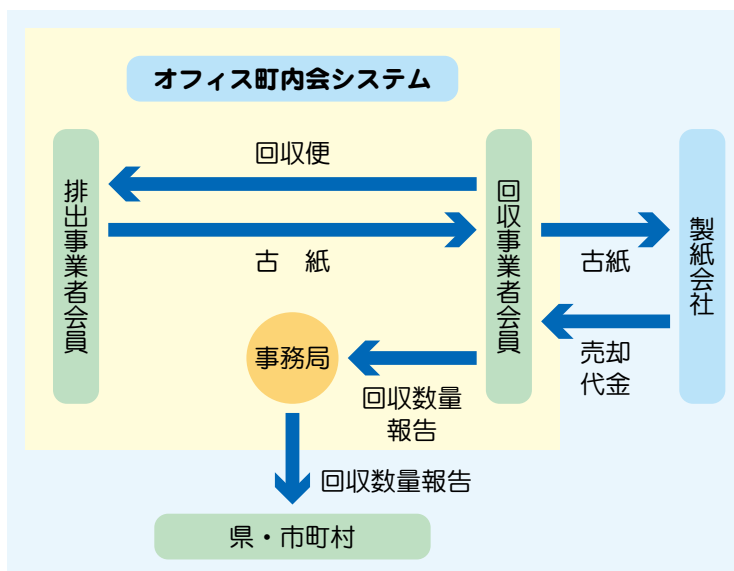 オフィス町内会システム
回収便
排出事業者会員
回収事業者会員
製紙会社
古　紙
古紙
売却
代金
事務局
回収数量
報告
回収数量報告
県・市町村